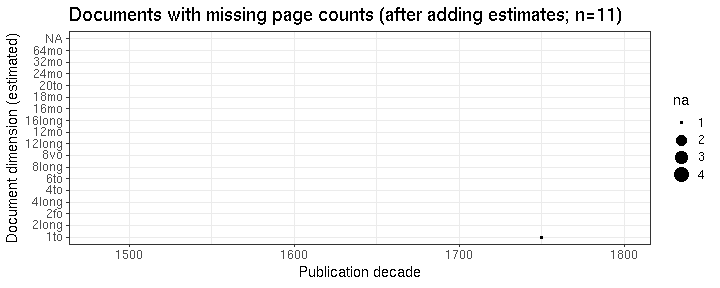 Documents with missing page counts (after adding estimates; n=11)
Document dimension (estimated)
NA
64mo
32mo
24mo
20to
18mo
16mo
16long
12mo
12long
8vo
8long
6to
4to
4long
2fo
2long
1to
1500
1600
1700
1800
Publication decade
na
1
2
3
4